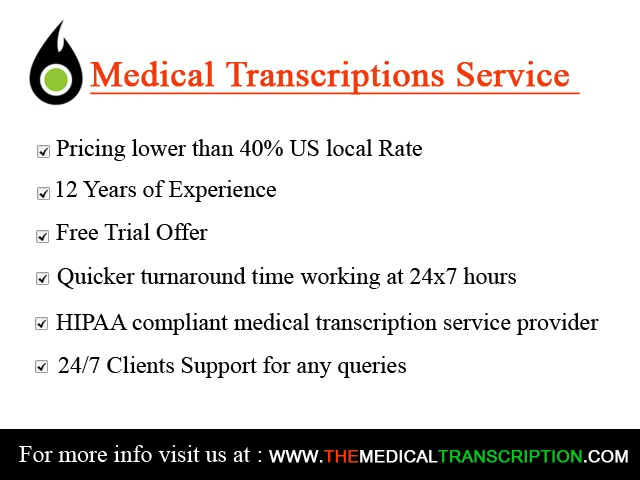 Medical Transcriptions Service
Pricing lower than 40% US local Rate
12 Years of Experience
Free Trial Offer
Quicker turnaround time working at 24x7 hours
HIPAA compliant medical transcription service provider
24/7 Clients Support for any queries
For more info visit us at : WWW.THEMEDICALTRANSCRIPTION.COM